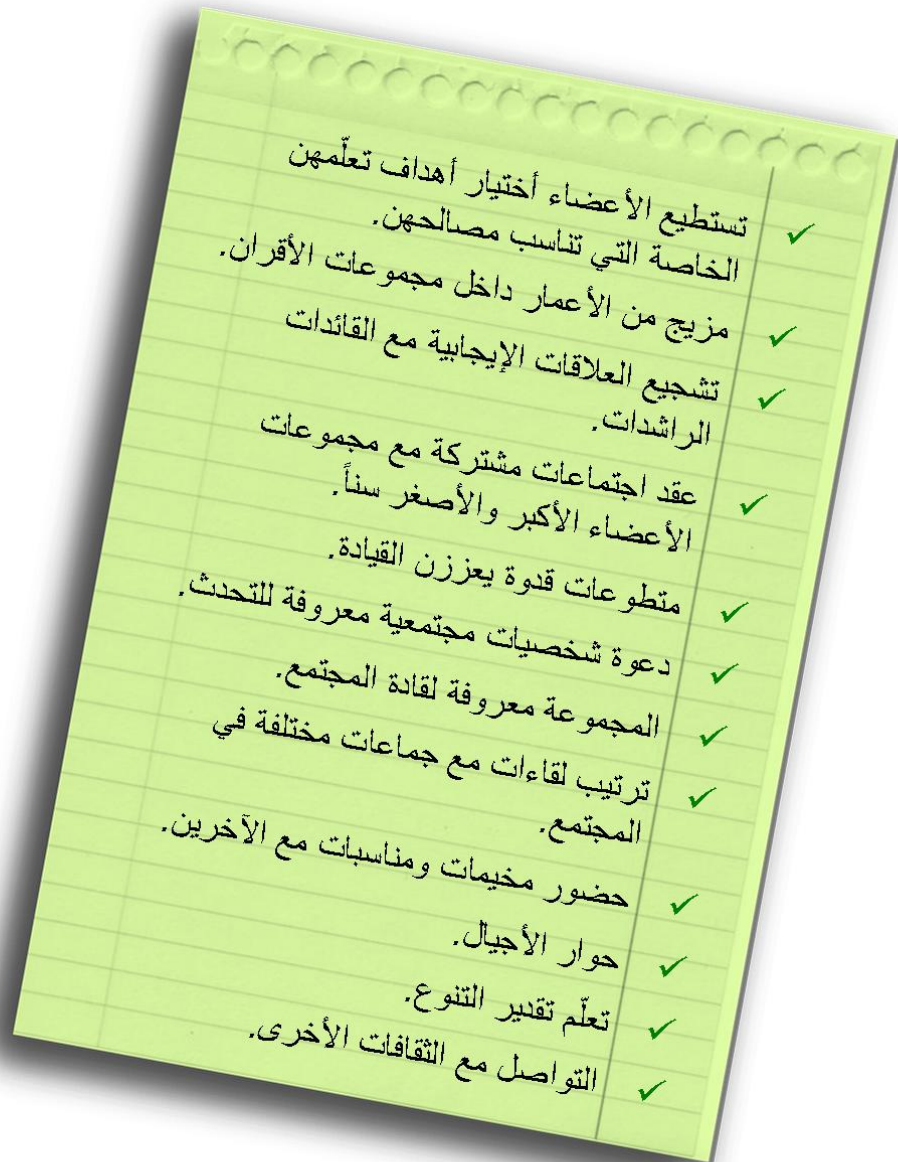 تستطيع الأعضاء أختيار أهداف تعلّمهن
الخاصة التي تناسب مصالحهن.
مزيج من الأعمار داخل مجموعات الأقران.
تشجيع العلاقات الإيجابية مع القائدات
الراشدات.
عقد اجتماعات مشتركة مع مجموعات
الأعضاء الأكبر والأصغر سناً.
متطوعات قدوة يعززن القيادة.
دعوة شخصيات مجتمعية معروفة للتحدث.
المجموعة معروفة لقادة المجتمع.
ترتيب لقاءات مع جماعات مختلفة في
المجتمع.
حضور مخيمات ومناسبات مع الآخرين.
حوار الأجيال.
تعلّم تقدير التنوع.
التواصل مع الثقافات الأخرى.